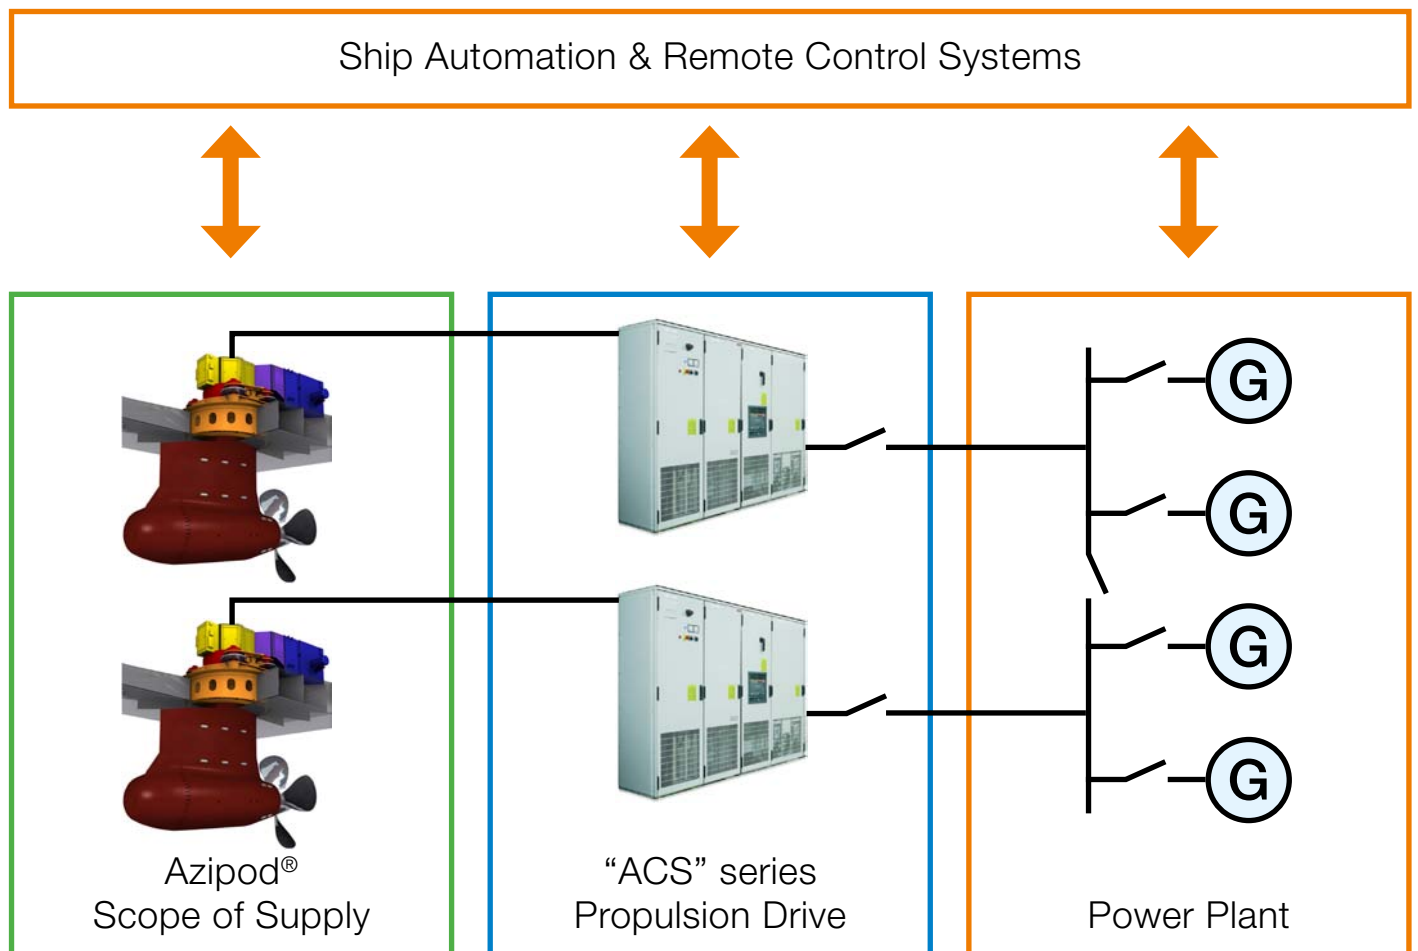 Ship Automation & Remote Control Systems
G
G
G
G
Azipod®
Scope of Supply
“ACS” series
Propulsion Drive
Power Plant